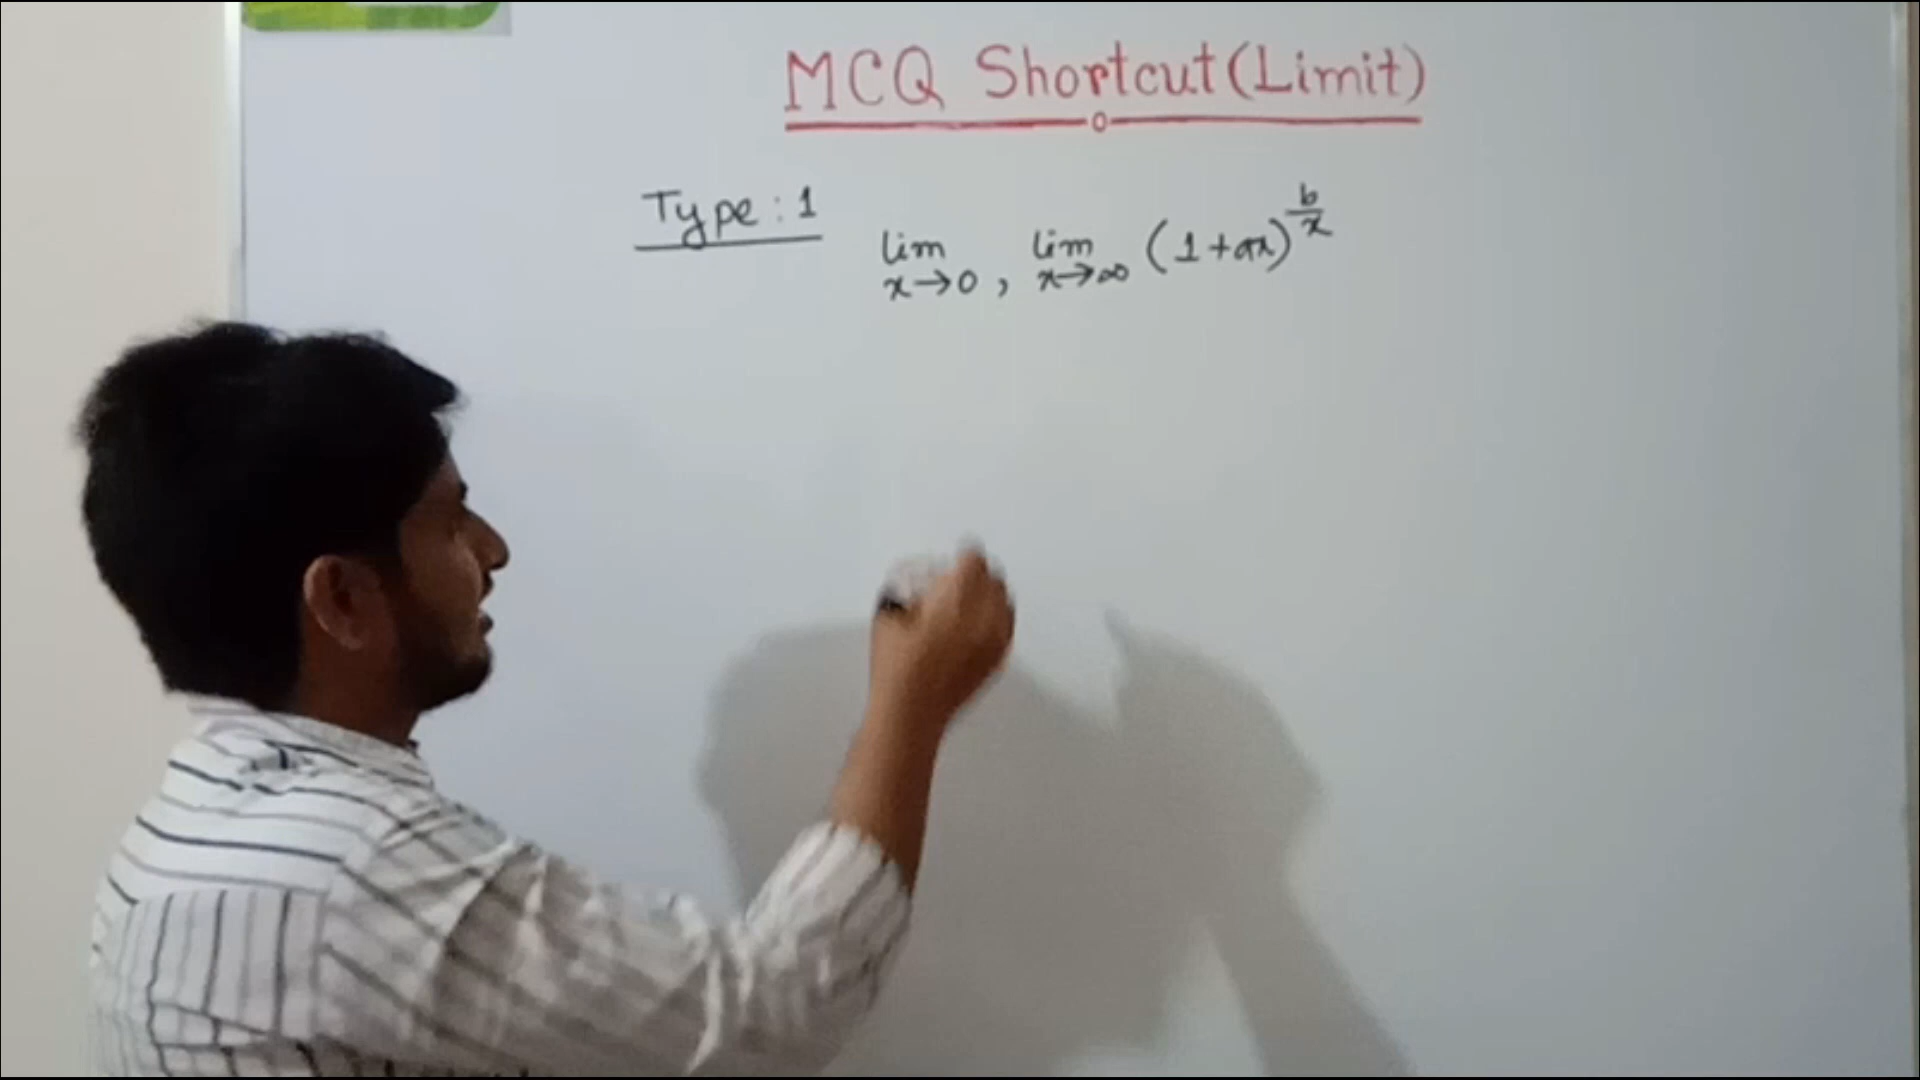 MCQ Shortcut (Limit)
Type : 1
lim x→0 , lim x→∞ (1+ax)^(b/x)